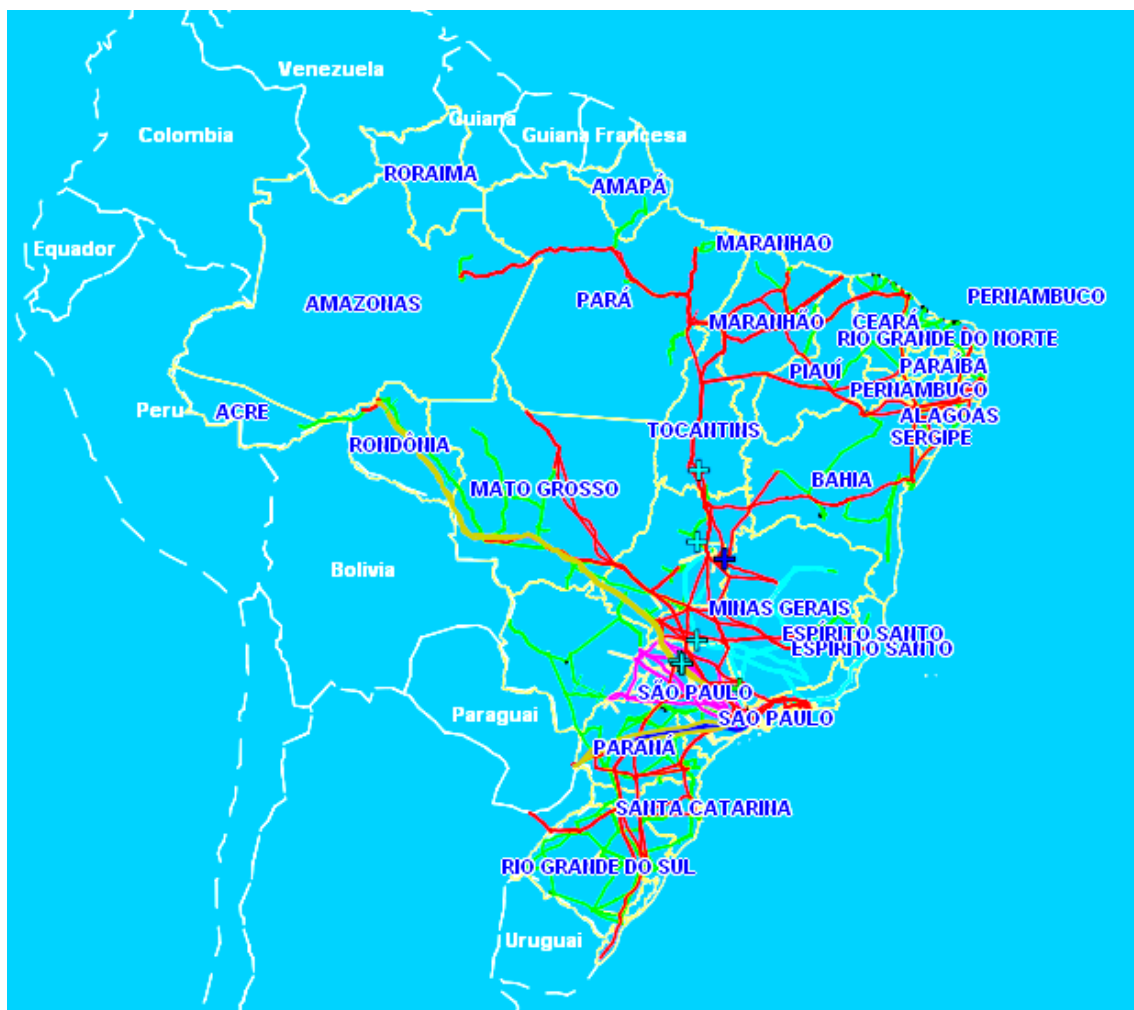 Venezuela
Guiana
Colombia
Guiana Francesa
RORAIMA
AMAPÁ
Equador
MARANHAO
AMAZONAS
PARÁ
PERNAMBUCO
MARANHÃO
CEARÁ
RIO GRANDE DO NORTE
PIAUÍ
PARAÍBA
PERNAMBUCO
Peru
ACRE
ALAGOAS
TOCANTINS
SERGIPE
RONDÔNIA
MATO GROSSO
BAHIA
Bolivia
MINAS GERAIS
ESPÍRITO SANTO
ESPÍRITO SANTO
SÃO PAULO
Paraguai
SAO PAULO
PARANÁ
SANTA CATARINA
RIO GRANDE DO SUL
Uruguai